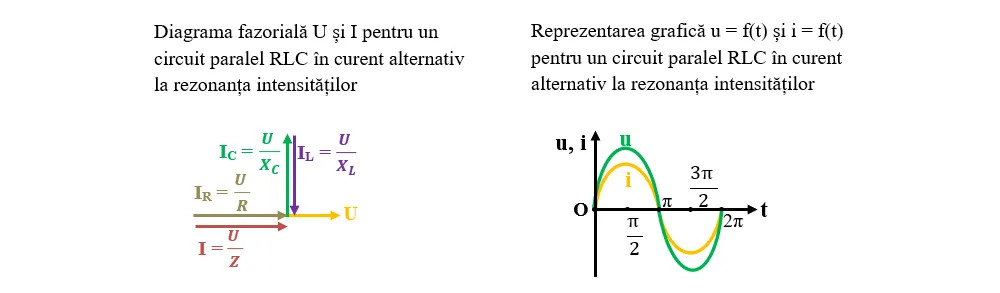 Diagrama fazorială U și I pentru un
circuit paralel RLC în curent alternativ
la rezonanța intensităților
I_C = U/X_C
I_L = U/X_L
I_R = U/R
U
I = U/Z
Reprezentarea grafică u = f(t) și i = f(t)
pentru un circuit paralel RLC în curent
alternativ la rezonanța intensităților
u, i
u
i
O
π/2
π
3π/2
2π
t